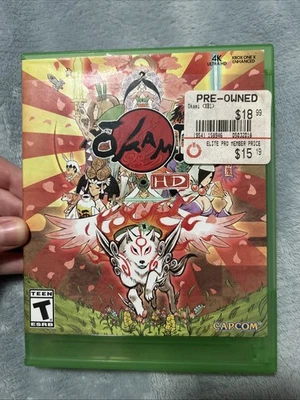 4K
ULTRA HD
XBOX ONE X
ENHANCED
PRE-OWNED
$18 99
ELITE PRO MEMBER PRICE
$15 19
ŌKAMI
HD
TEEN
T
ESRB
CAPCOM